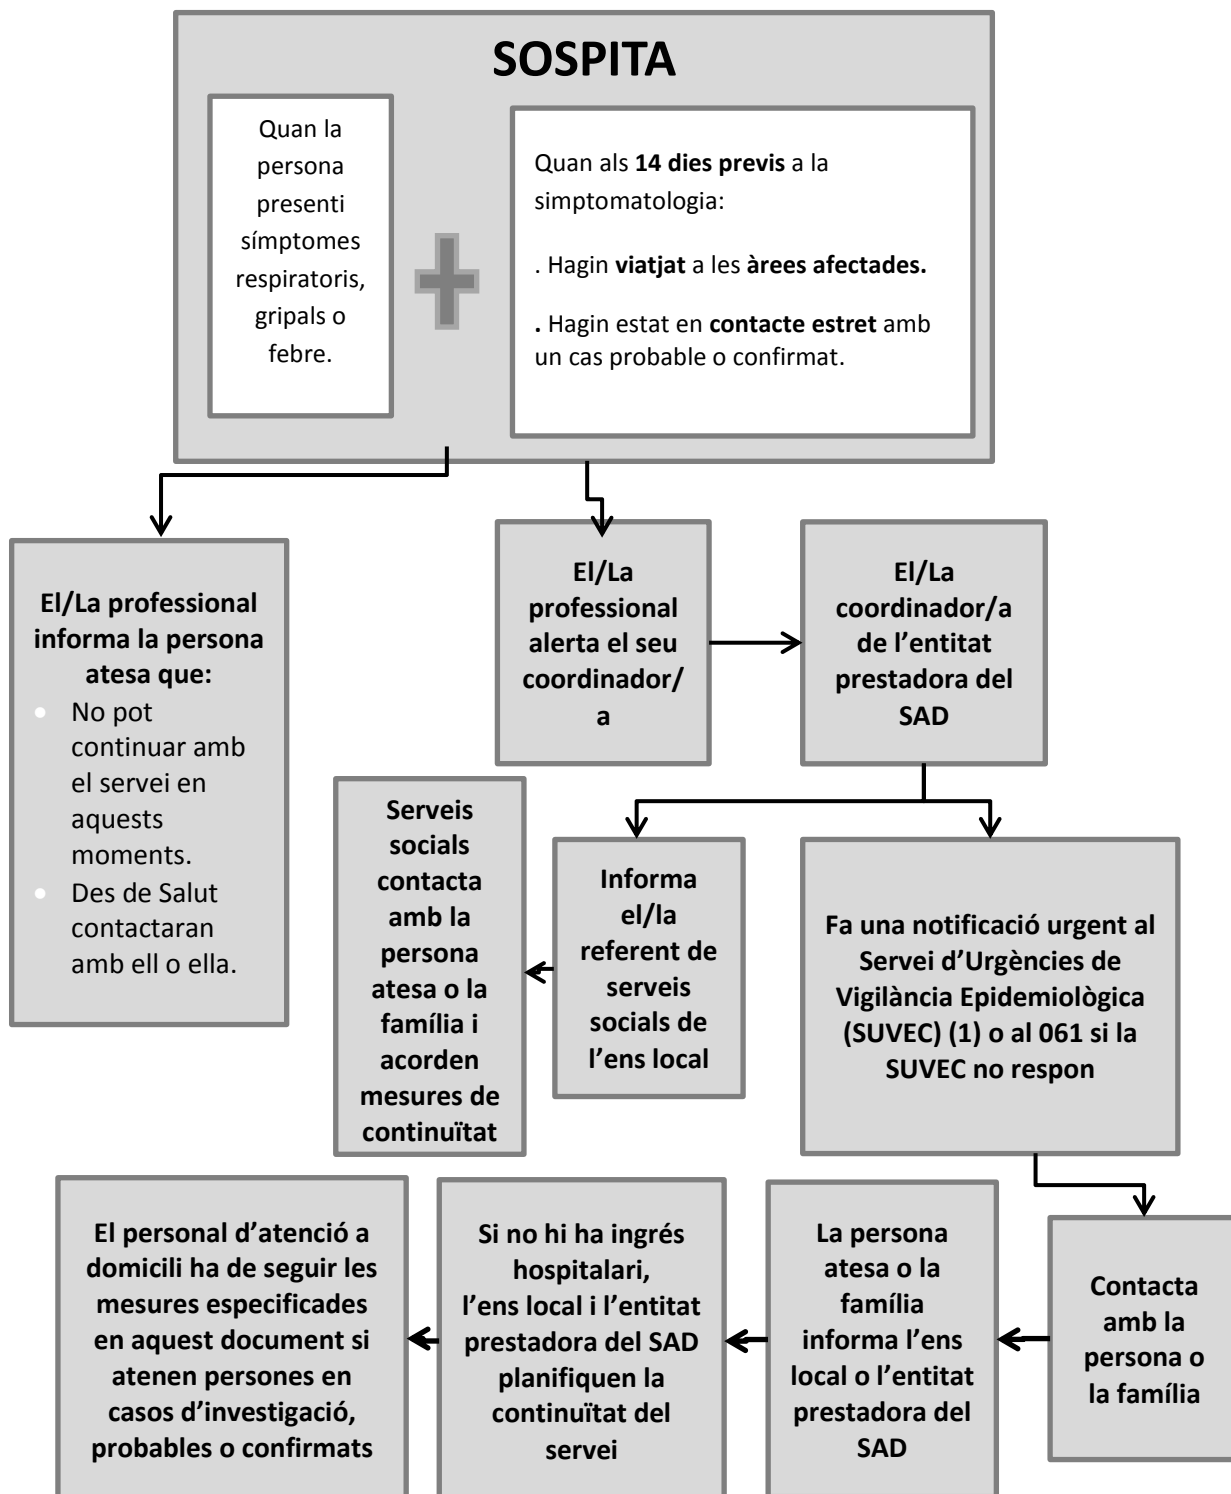 SOSPITA
Quan la
persona
presenti
símptomes
respiratoris,
gripals o
febre.
Quan als 14 dies previs a la
simptomatologia:
. Hagin viatjat a les àrees afectades.
. Hagin estat en contacte estret amb
un cas probable o confirmat.
El/La professional
informa la persona
atesa que:
No pot
continuar amb
el servei en
aquests
moments.
Des de Salut
contactaran
amb ell o ella.
El/La
professional
alerta el seu
coordinador/
a
El/La
coordinador/a
de l’entitat
prestadora del
SAD
Serveis
socials
contacta
amb la
persona
atesa o la
família i
acorden
mesures de
continuïtat
Informa
el/la
referent de
serveis
socials de
l’ens local
Fa una notificació urgent al
Servei d’Urgències de
Vigilància Epidemiològica
(SUVEC) (1) o al 061 si la
SUVEC no respon
El personal d’atenció a
domicili ha de seguir les
mesures especificades
en aquest document si
atenen persones en
casos d’investigació,
probables o confirmats
Si no hi ha ingrés
hospitalari,
l’ens local i l’entitat
prestadora del SAD
planifiquen la
continuïtat del
servei
La persona
atesa o la
família
informa l’ens
local o l’entitat
prestadora del
SAD
Contacta
amb la
persona o
la família